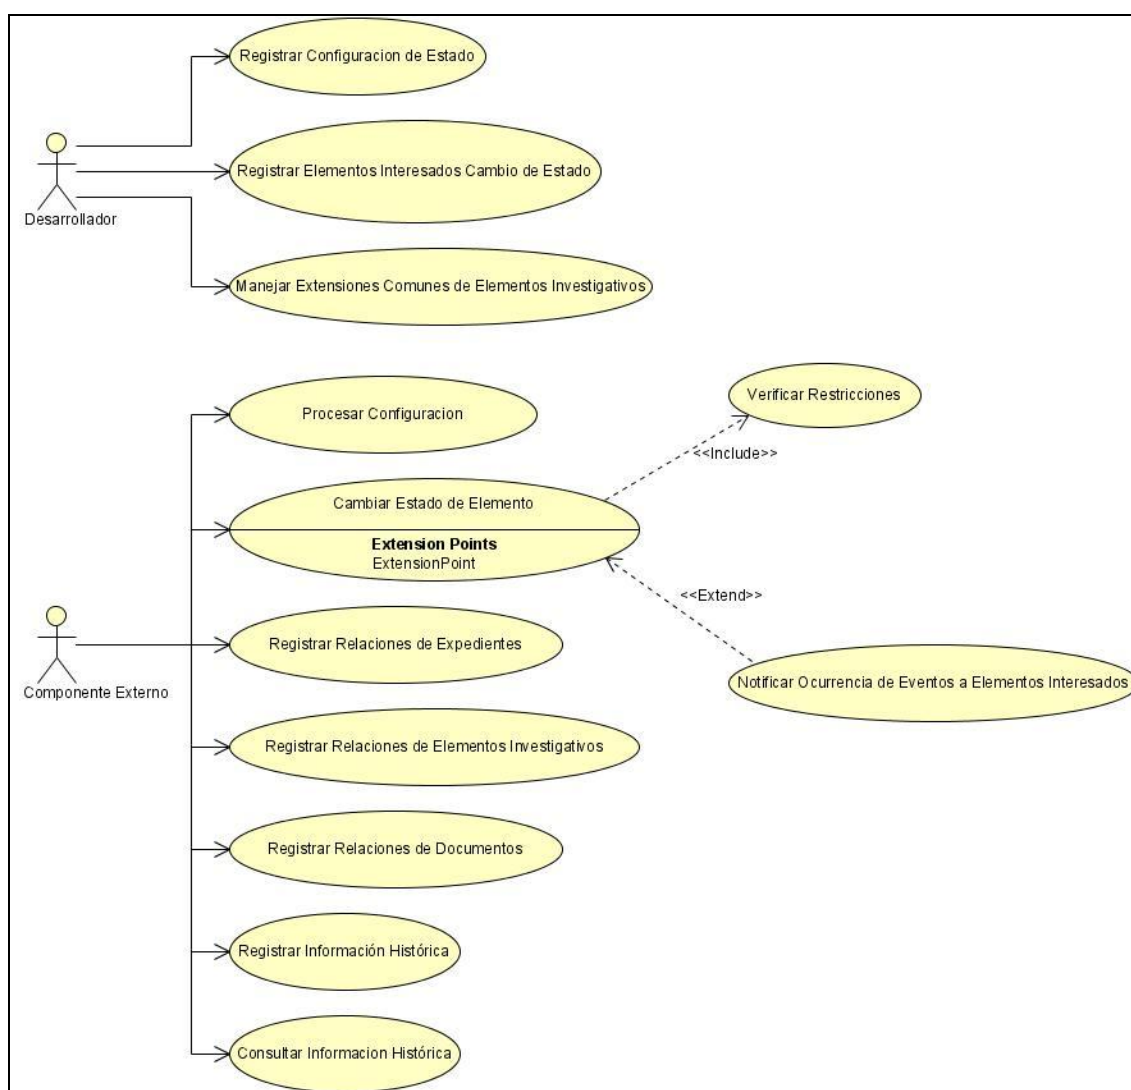 Registrar Configuracion de Estado
Registrar Elementos Interesados Cambio de Estado
Desarrollador
Manejar Extensiones Comunes de Elementos Investigativos
Verificar Restricciones
Procesar Configuracion
<<Include>>
Cambiar Estado de Elemento
Extension Points
ExtensionPoint
<<Extend>>
Registrar Relaciones de Expedientes
Notificar Ocurrencia de Eventos a Elementos Interesados
Componente Externo
Registrar Relaciones de Elementos Investigativos
Registrar Relaciones de Documentos
Registrar Información Histórica
Consultar Informacion Histórica